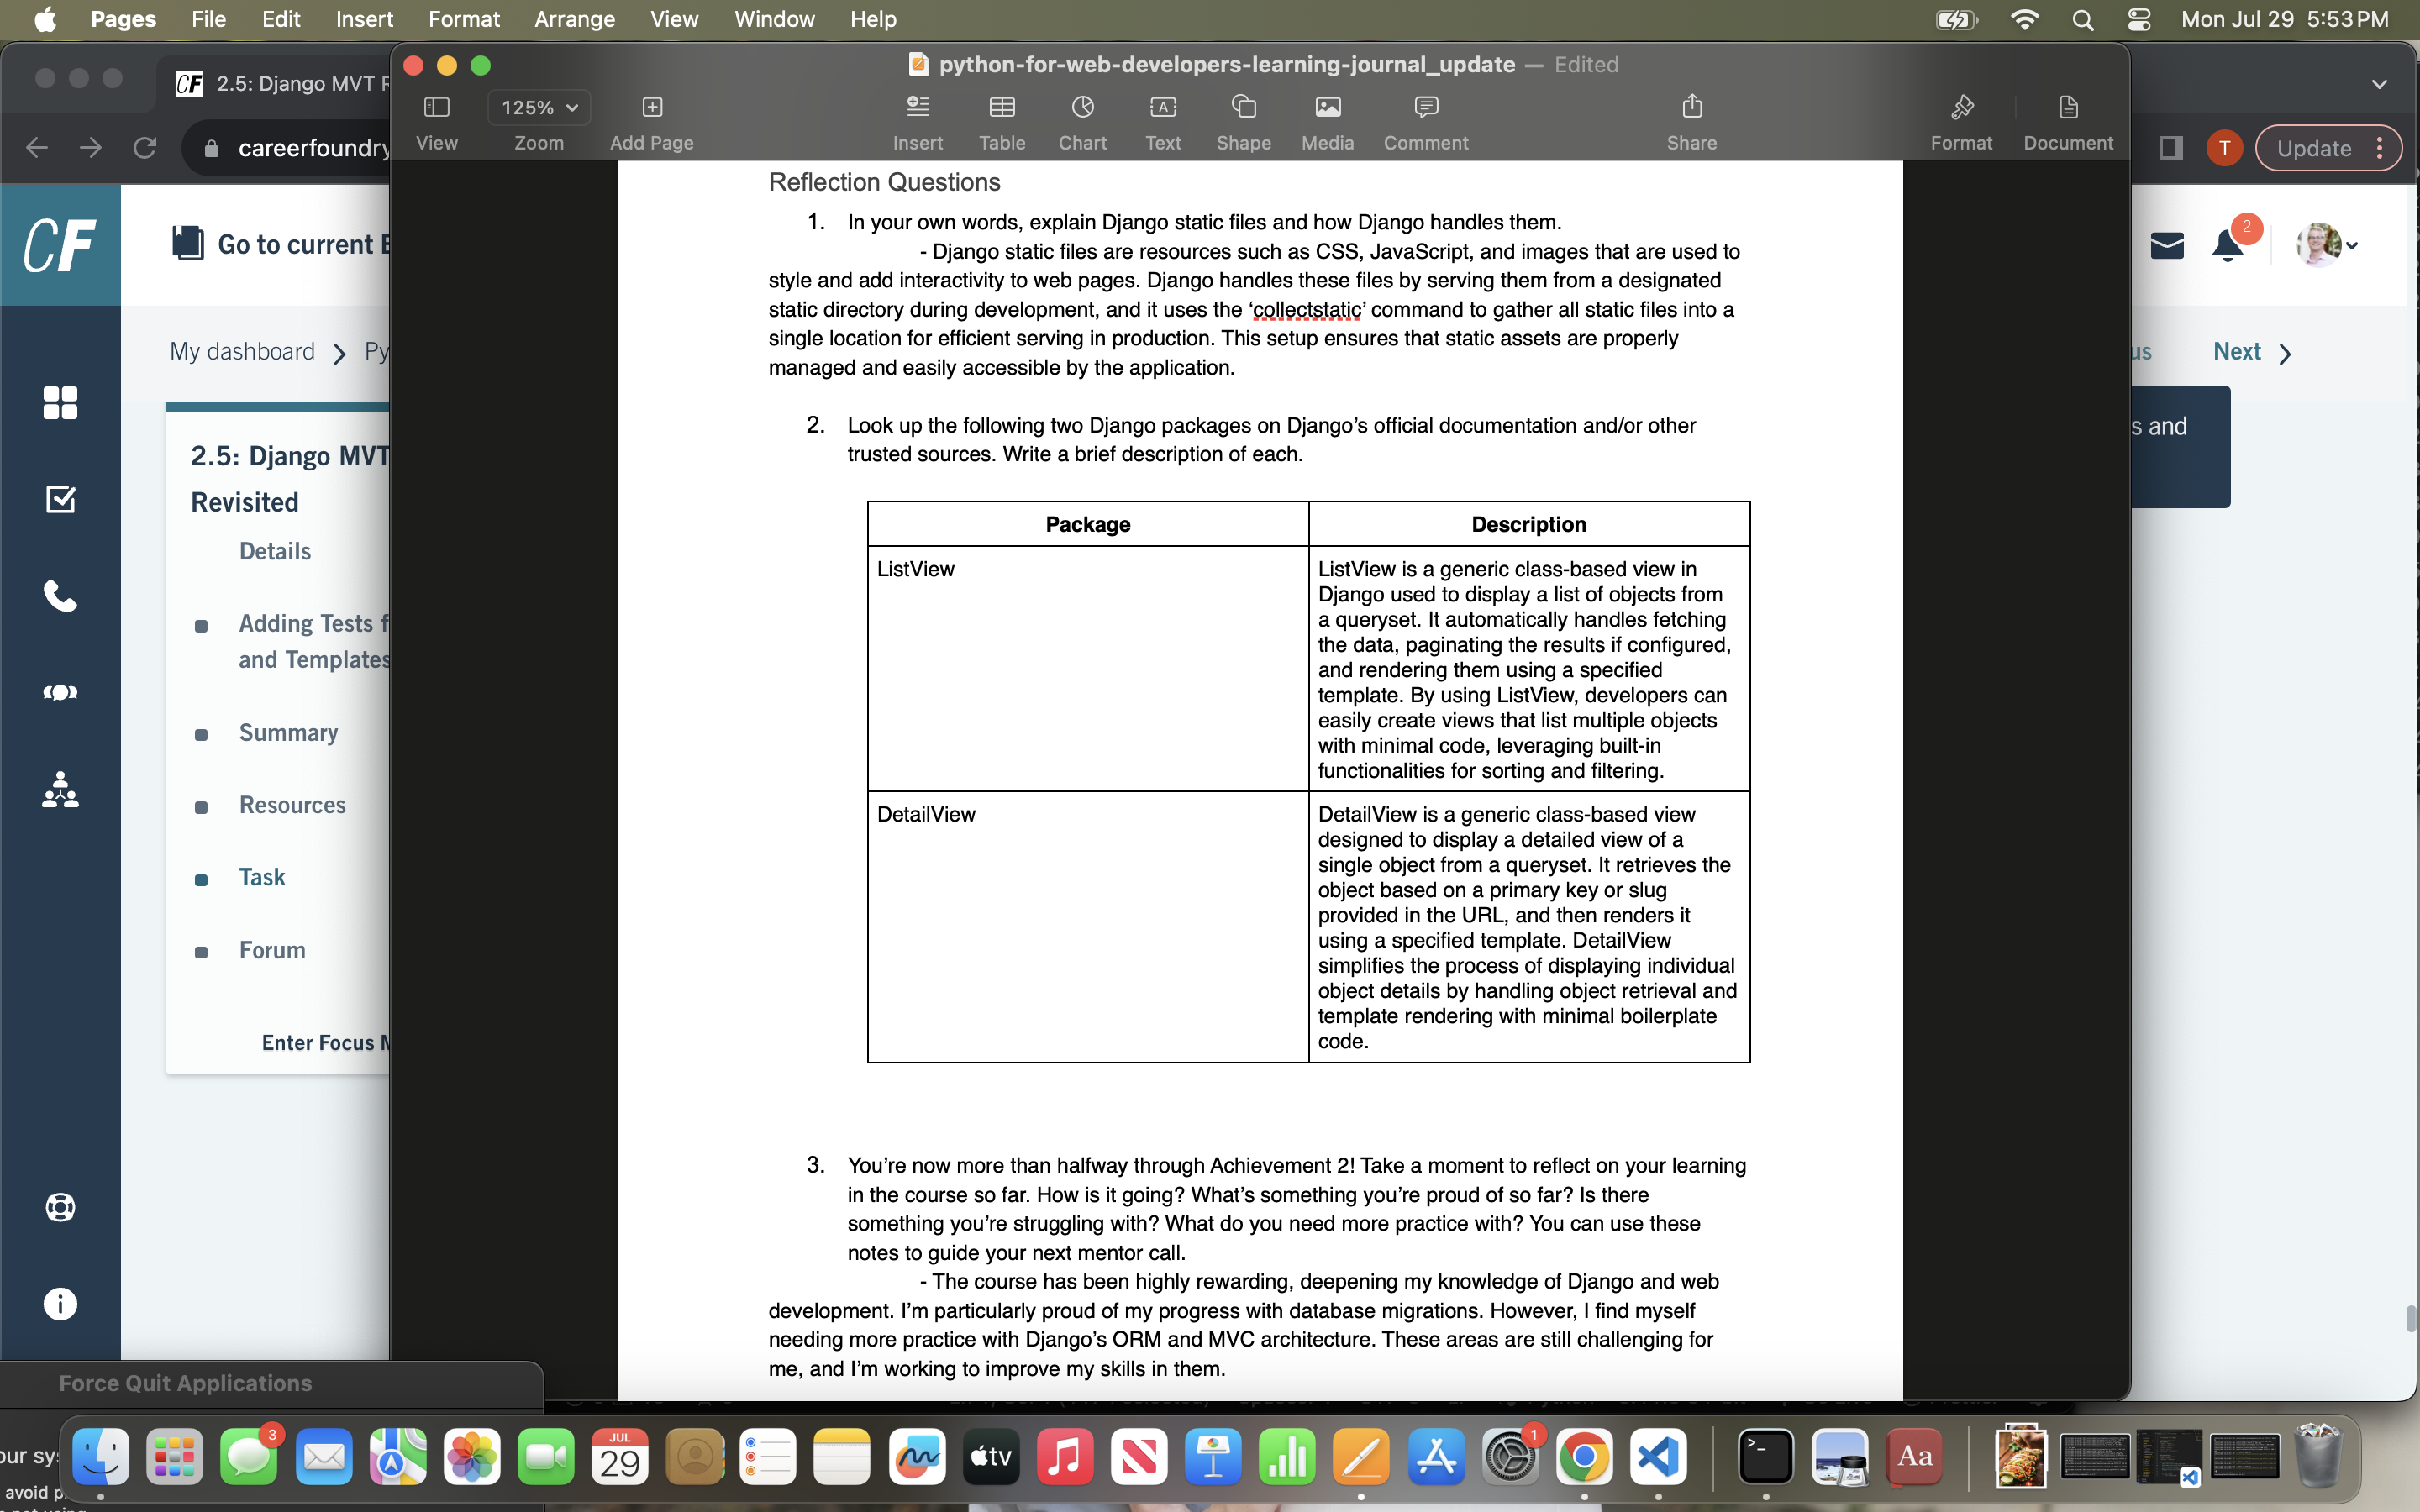 Pages File Edit Insert Format Arrange View Window Help
Mon Jul 29 5:53 PM
CF 2.5: Django MVT
python-for-web-developers-learning-journal_update — Edited
125%
View Zoom Add Page Insert Table Chart Text Shape Media Comment Share Format Document
careerfoundry
T Update
CF
Go to current
2
My dashboard > Py
us Next >
s and
2.5: Django MVT
Revisited
Details
Adding Tests
and Templates
Summary
Resources
Task
Forum
Enter Focus
Reflection Questions
1. In your own words, explain Django static files and how Django handles them.
- Django static files are resources such as CSS, JavaScript, and images that are used to
style and add interactivity to web pages. Django handles these files by serving them from a designated
static directory during development, and it uses the ‘collectstatic’ command to gather all static files into a
single location for efficient serving in production. This setup ensures that static assets are properly
managed and easily accessible by the application.
2. Look up the following two Django packages on Django’s official documentation and/or other
trusted sources. Write a brief description of each.
Package Description
ListView
ListView is a generic class-based view in
Django used to display a list of objects from
a queryset. It automatically handles fetching
the data, paginating the results if configured,
and rendering them using a specified
template. By using ListView, developers can
easily create views that list multiple objects
with minimal code, leveraging built-in
functionalities for sorting and filtering.
DetailView
DetailView is a generic class-based view
designed to display a detailed view of a
single object from a queryset. It retrieves the
object based on a primary key or slug
provided in the URL, and then renders it
using a specified template. DetailView
simplifies the process of displaying individual
object details by handling object retrieval and
template rendering with minimal boilerplate
code.
3. You’re now more than halfway through Achievement 2! Take a moment to reflect on your learning
in the course so far. How is it going? What’s something you’re proud of so far? Is there
something you’re struggling with? What do you need more practice with? You can use these
notes to guide your next mentor call.
- The course has been highly rewarding, deepening my knowledge of Django and web
development. I’m particularly proud of my progress with database migrations. However, I find myself
needing more practice with Django’s ORM and MVC architecture. These areas are still challenging for
me, and I’m working to improve my skills in them.
Force Quit Applications
our sys
avoid p
3
JUL
29
tv
1
>_
Aa